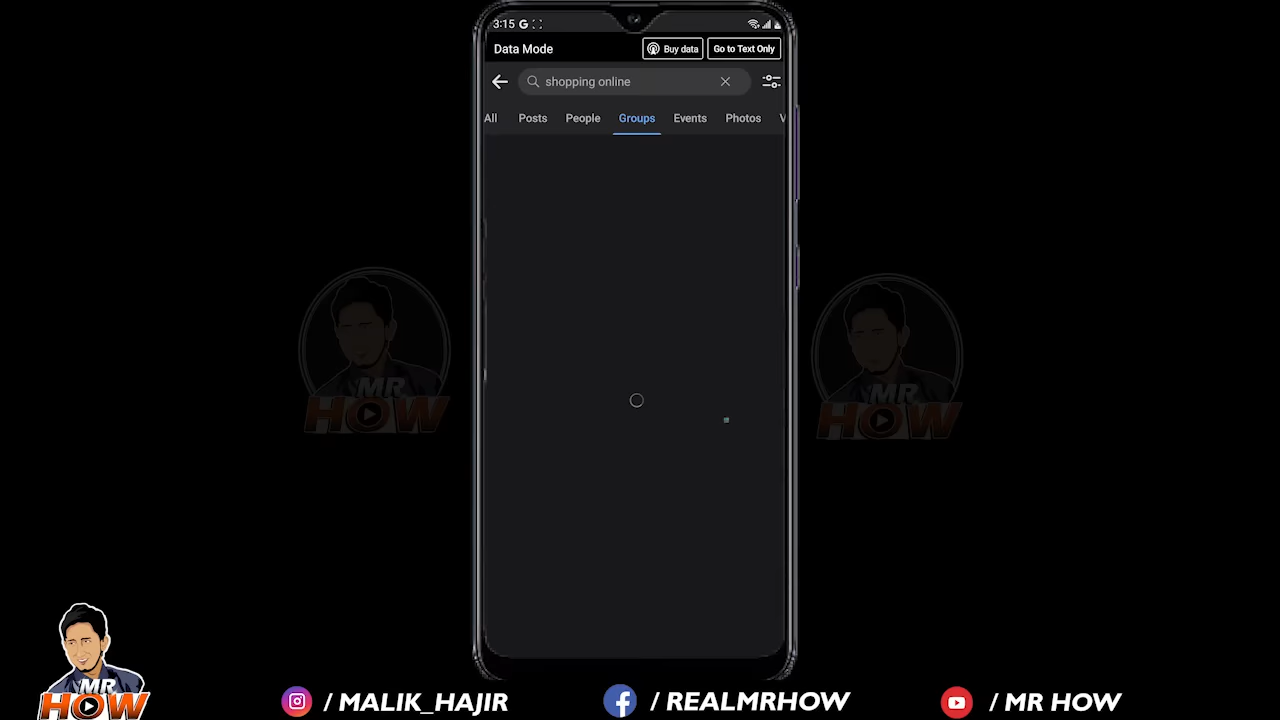 3:15 G
Data Mode
Buy data
Go to Text Only
shopping online
All
Posts
People
Groups
Events
Photos
V
MR
HOW
MR
HOW
MR
HOW
/ MALIK_HAJIR
/ REALMRHOW
/ MR HOW